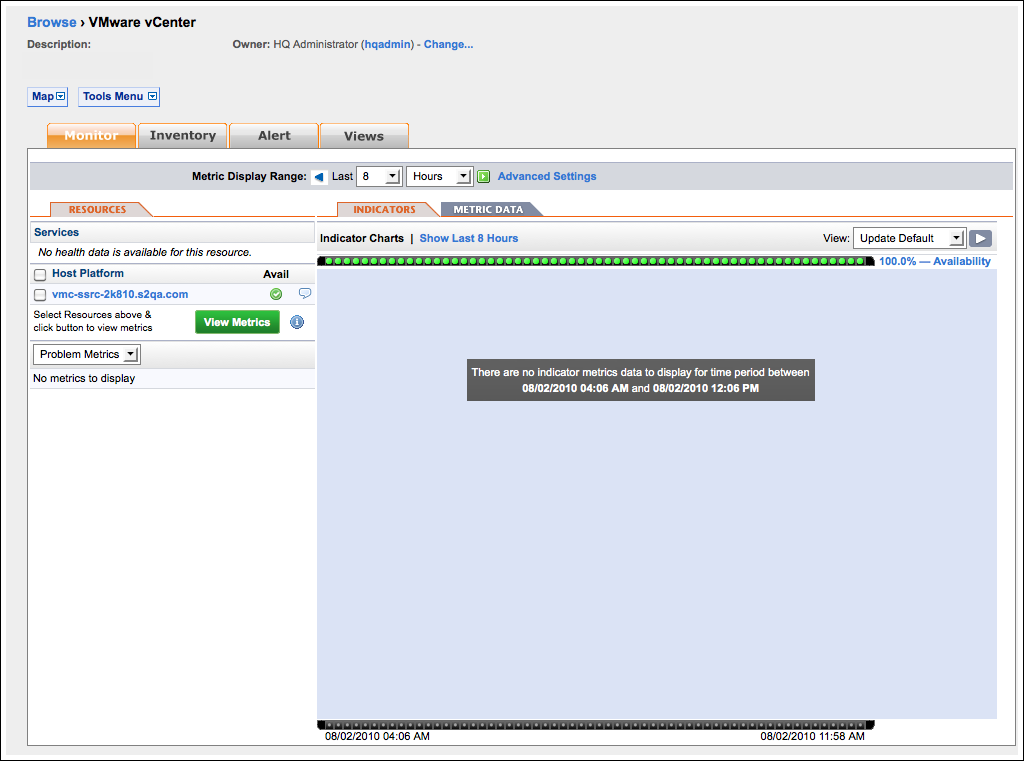 Browse › VMware vCenter
Description:
Owner: HQ Administrator (hqadmin) - Change...
Map
Tools Menu
Monitor
Inventory
Alert
Views
Metric Display Range:
Last
8
Hours
Advanced Settings
RESOURCES
INDICATORS
METRIC DATA
Services
No health data is available for this resource.
Host Platform
Avail
vmc-ssrc-2k810.s2qa.com
Select Resources above &
click button to view metrics
View Metrics
Problem Metrics
No metrics to display
Indicator Charts | Show Last 8 Hours
View:
Update Default
100.0% — Availability
There are no indicator metrics data to display for time period between
08/02/2010 04:06 AM and 08/02/2010 12:06 PM
08/02/2010 04:06 AM
08/02/2010 11:58 AM